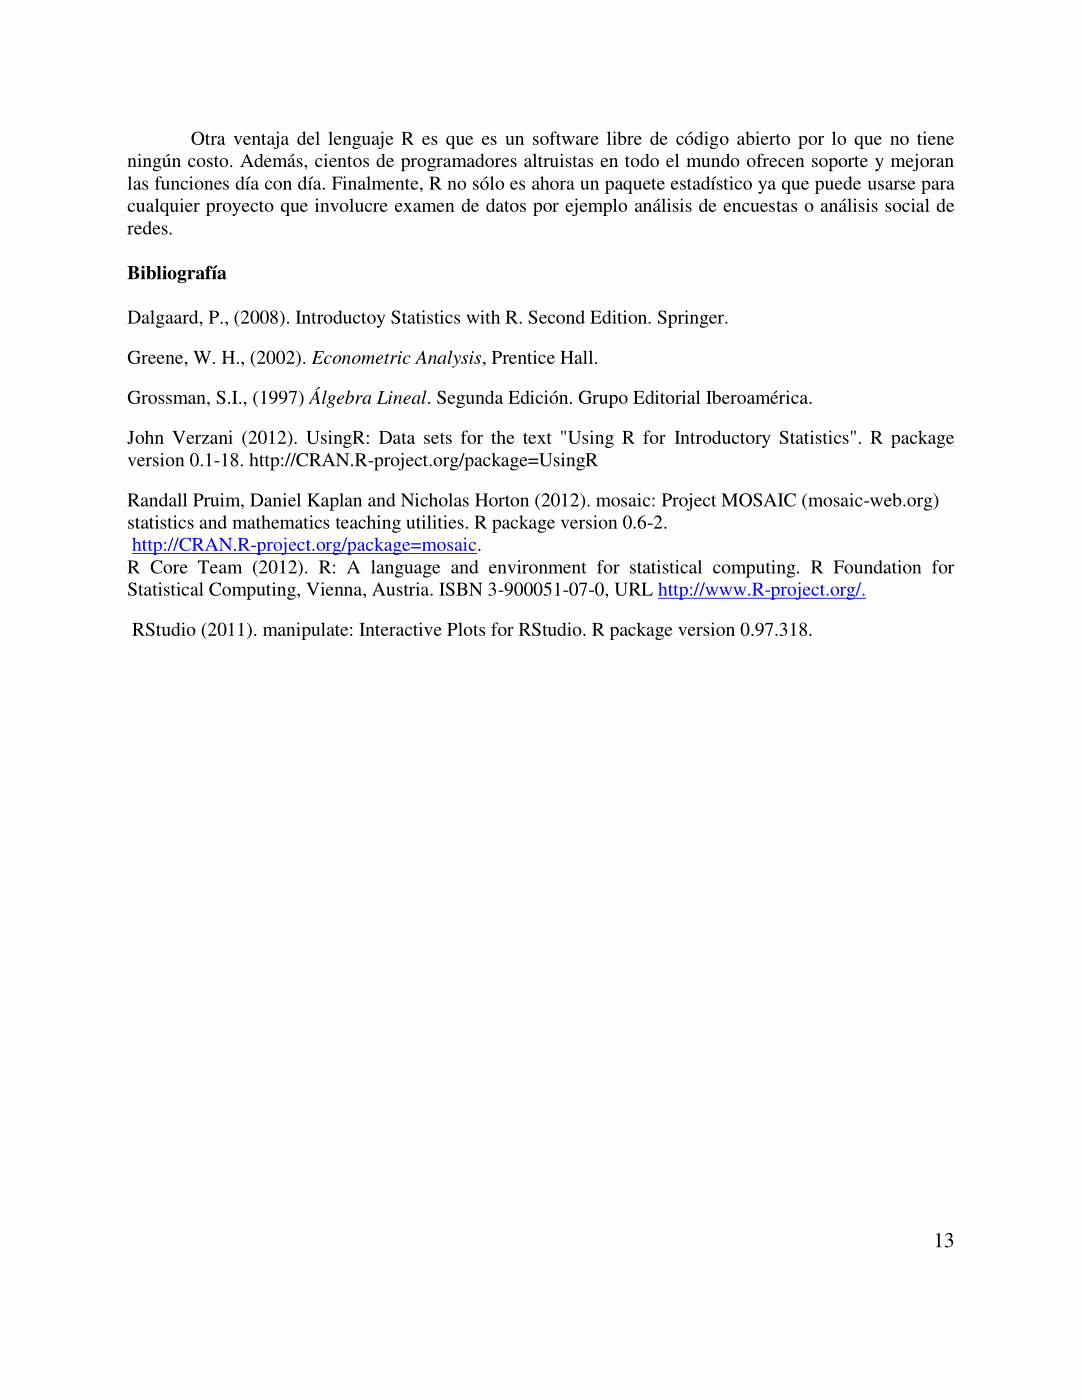 Otra ventaja del lenguaje R es que es un software libre de código abierto por lo que no tiene
ningún costo. Además, cientos de programadores altruistas en todo el mundo ofrecen soporte y mejoran
las funciones día con día. Finalmente, R no sólo es ahora un paquete estadístico ya que puede usarse para
cualquier proyecto que involucre examen de datos por ejemplo análisis de encuestas o análisis social de
redes.
Bibliografía
Dalgaard, P., (2008). Introductoy Statistics with R. Second Edition. Springer.
Greene, W. H., (2002). Econometric Analysis, Prentice Hall.
Grossman, S.I., (1997) Álgebra Lineal. Segunda Edición. Grupo Editorial Iberoamérica.
John Verzani (2012). UsingR: Data sets for the text "Using R for Introductory Statistics". R package
version 0.1-18. http://CRAN.R-project.org/package=UsingR
Randall Pruim, Daniel Kaplan and Nicholas Horton (2012). mosaic: Project MOSAIC (mosaic-web.org)
statistics and mathematics teaching utilities. R package version 0.6-2.
http://CRAN.R-project.org/package=mosaic.
R Core Team (2012). R: A language and environment for statistical computing. R Foundation for
Statistical Computing, Vienna, Austria. ISBN 3-900051-07-0, URL http://www.R-project.org/.
RStudio (2011). manipulate: Interactive Plots for RStudio. R package version 0.97.318.
13